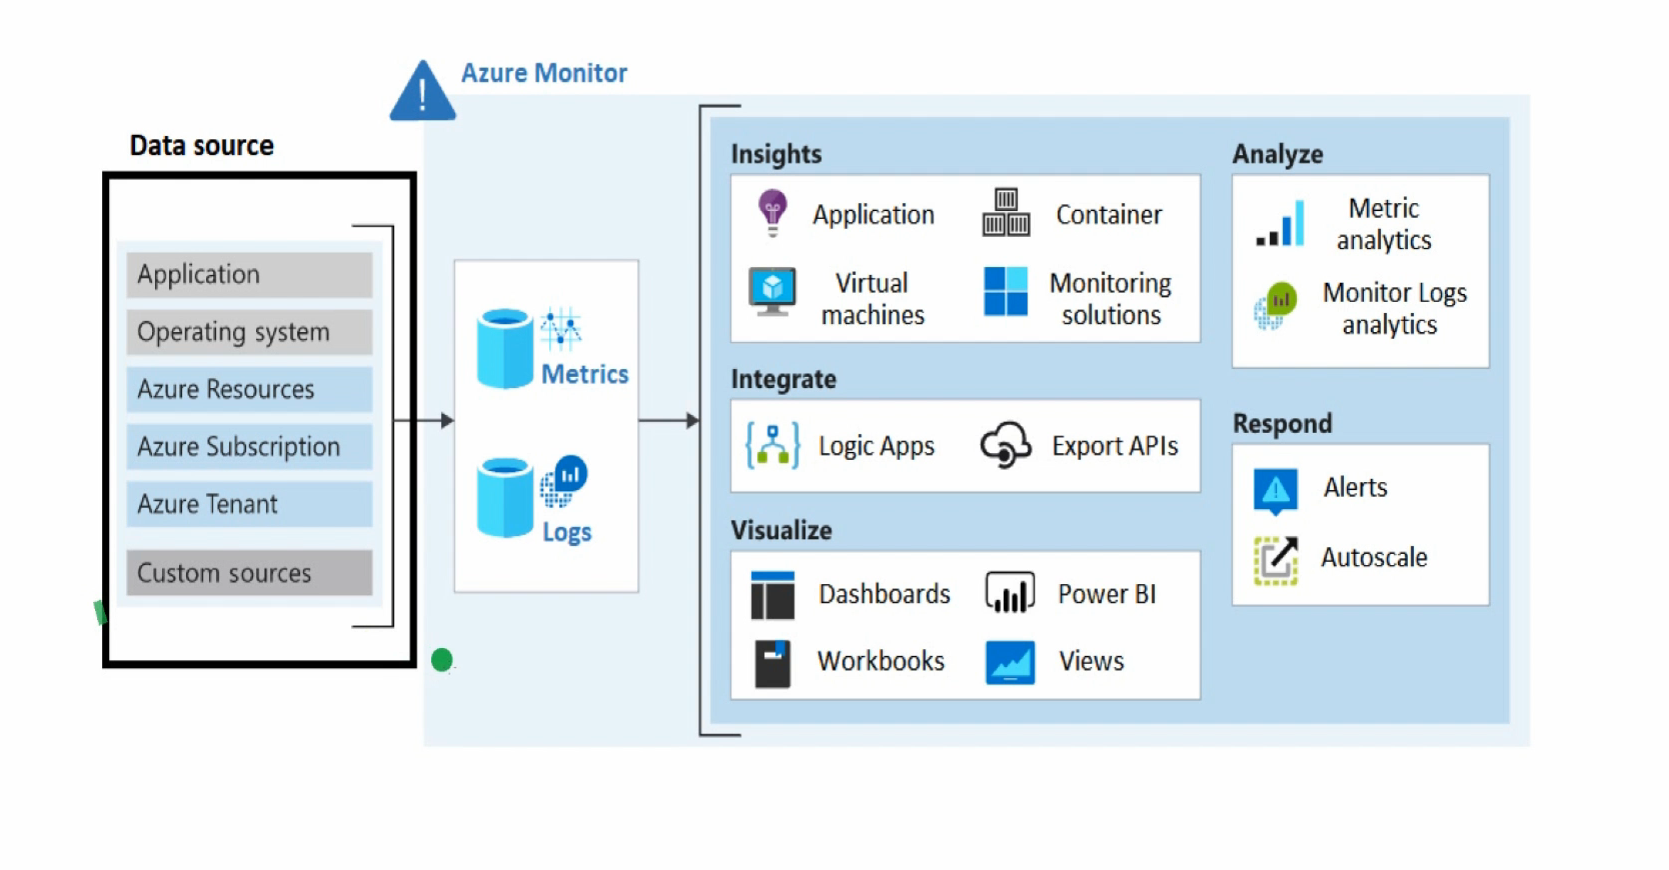 Azure Monitor
Data source
Application
Operating system
Azure Resources
Azure Subscription
Azure Tenant
Custom sources
Metrics
Logs
Insights
Application
Container
Virtual
machines
Monitoring
solutions
Integrate
Logic Apps
Export APIs
Visualize
Dashboards
Power BI
Workbooks
Views
Analyze
Metric
analytics
Monitor Logs
analytics
Respond
Alerts
Autoscale